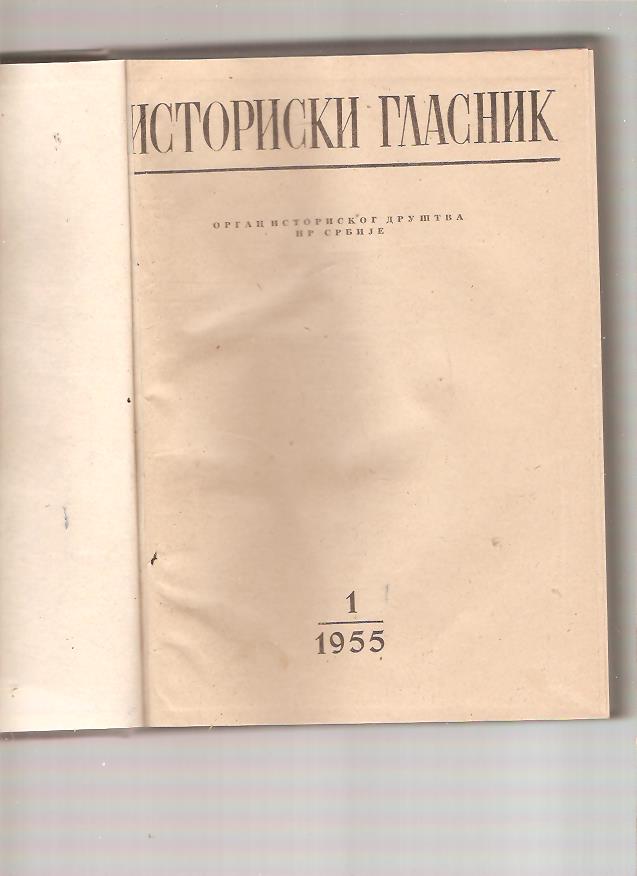 ИСТОРИСКИ ГЛАСНИК
ОРГАН ИСТОРИСКОГ ДРУШТВА
НР СРБИЈЕ
1
1955